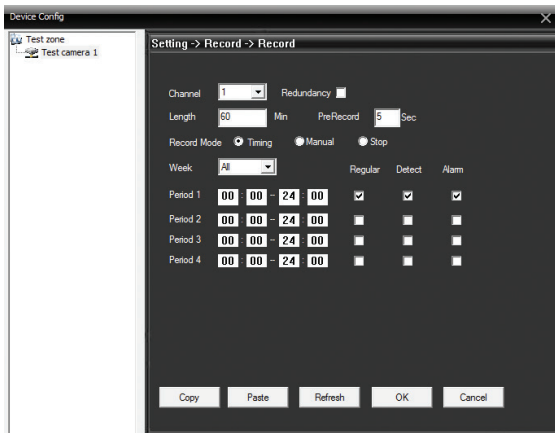 Device Config
Test zone
Test camera 1
Setting -> Record -> Record
Channel 1 Redundancy
Length 60 Min PreRecord 5 Sec
Record Mode Timing Manual Stop
Week All Regular Detect Alarm
Period 1 00 : 00 - 24 : 00
Period 2 00 : 00 - 24 : 00
Period 3 00 : 00 - 24 : 00
Period 4 00 : 00 - 24 : 00
Copy Paste Refresh OK Cancel